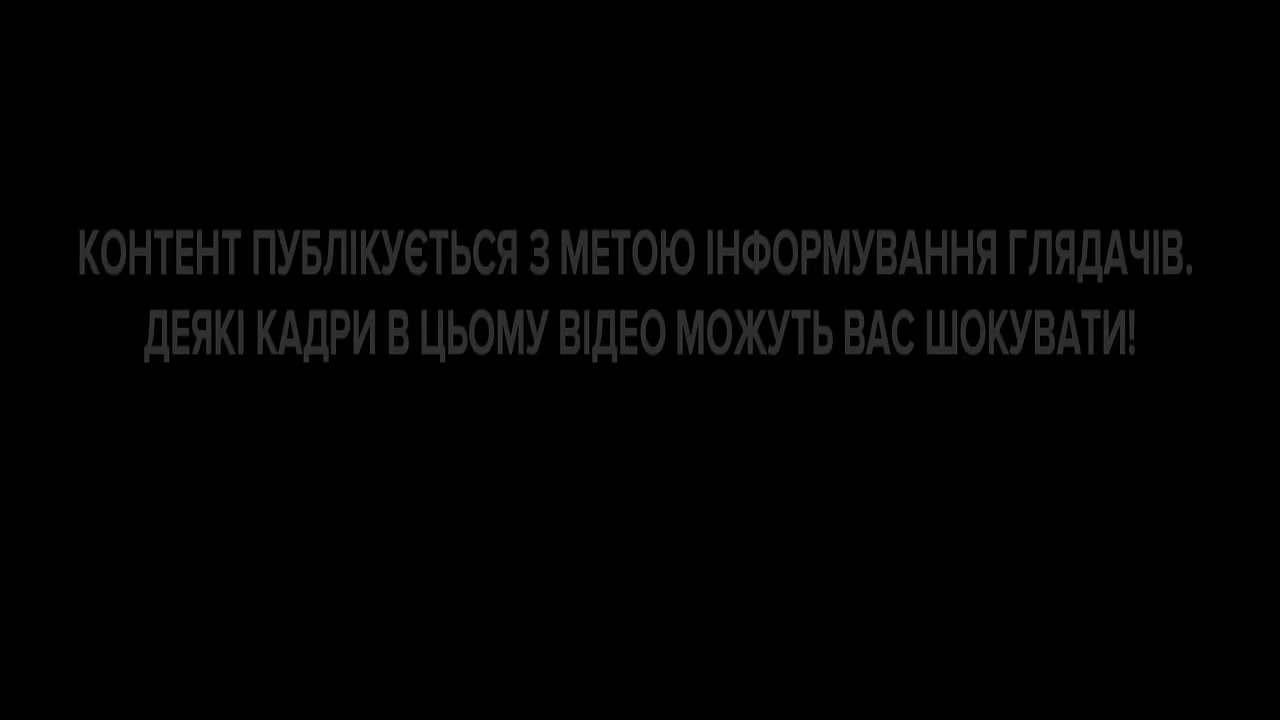 КОНТЕНТ ПУБЛІКУЄТЬСЯ З МЕТОЮ ІНФОРМУВАННЯ ГЛЯДАЧІВ.
ДЕЯКІ КАДРИ В ЦЬОМУ ВІДЕО МОЖУТЬ ВАС ШОКУВАТИ!